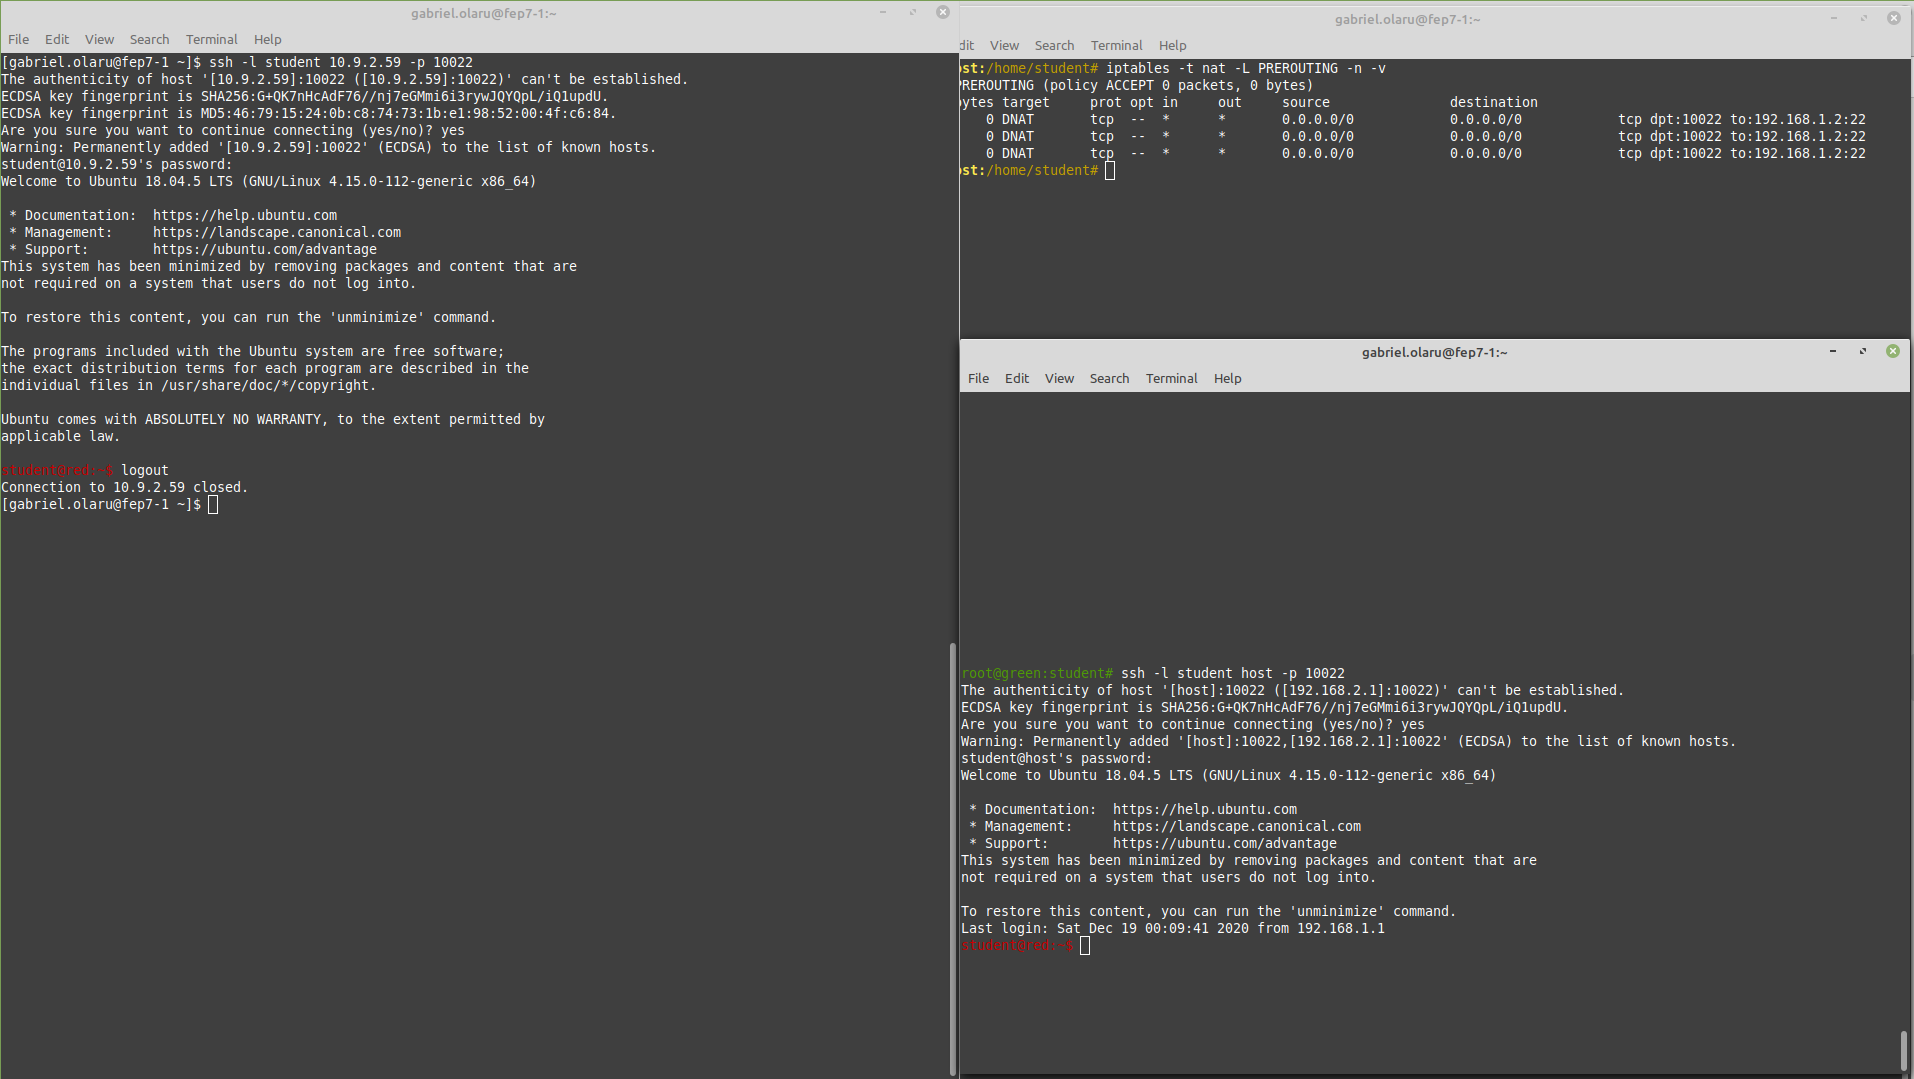 gabriel.olaru@fep7-1:~
File Edit View Search Terminal Help
[gabriel.olaru@fep7-1 ~]$ ssh -l student 10.9.2.59 -p 10022
The authenticity of host '[10.9.2.59]:10022 ([10.9.2.59]:10022)' can't be established.
ECDSA key fingerprint is SHA256:G+QK7nHcAdF76//nj7eGMmi6i3rywJQYQpL/iQ1updU.
ECDSA key fingerprint is MD5:46:79:15:24:0b:c8:74:73:1b:e1:98:52:00:4f:c6:84.
Are you sure you want to continue connecting (yes/no)? yes
Warning: Permanently added '[10.9.2.59]:10022' (ECDSA) to the list of known hosts.
student@10.9.2.59's password:
Welcome to Ubuntu 18.04.5 LTS (GNU/Linux 4.15.0-112-generic x86_64)
* Documentation:  https://help.ubuntu.com
* Management:     https://landscape.canonical.com
* Support:        https://ubuntu.com/advantage
This system has been minimized by removing packages and content that are
not required on a system that users do not log into.
To restore this content, you can run the 'unminimize' command.
The programs included with the Ubuntu system are free software;
the exact distribution terms for each program are described in the
individual files in /usr/share/doc/*/copyright.
Ubuntu comes with ABSOLUTELY NO WARRANTY, to the extent permitted by
applicable law.
student@red:~$ logout
Connection to 10.9.2.59 closed.
[gabriel.olaru@fep7-1 ~]$
gabriel.olaru@fep7-1:~
dit View Search Terminal Help
ost:/home/student# iptables -t nat -L PREROUTING -n -v
PREROUTING (policy ACCEPT 0 packets, 0 bytes)
bytes target     prot opt in     out     source               destination
0 DNAT       tcp  --  *      *       0.0.0.0/0            0.0.0.0/0            tcp dpt:10022 to:192.168.1.2:22
0 DNAT       tcp  --  *      *       0.0.0.0/0            0.0.0.0/0            tcp dpt:10022 to:192.168.1.2:22
0 DNAT       tcp  --  *      *       0.0.0.0/0            0.0.0.0/0            tcp dpt:10022 to:192.168.1.2:22
ost:/home/student#
gabriel.olaru@fep7-1:~
File Edit View Search Terminal Help
root@green:student# ssh -l student host -p 10022
The authenticity of host '[host]:10022 ([192.168.2.1]:10022)' can't be established.
ECDSA key fingerprint is SHA256:G+QK7nHcAdF76//nj7eGMmi6i3rywJQYQpL/iQ1updU.
Are you sure you want to continue connecting (yes/no)? yes
Warning: Permanently added '[host]:10022,[192.168.2.1]:10022' (ECDSA) to the list of known hosts.
student@host's password:
Welcome to Ubuntu 18.04.5 LTS (GNU/Linux 4.15.0-112-generic x86_64)
* Documentation:  https://help.ubuntu.com
* Management:     https://landscape.canonical.com
* Support:        https://ubuntu.com/advantage
This system has been minimized by removing packages and content that are
not required on a system that users do not log into.
To restore this content, you can run the 'unminimize' command.
Last login: Sat Dec 19 00:09:41 2020 from 192.168.1.1
student@red:~$